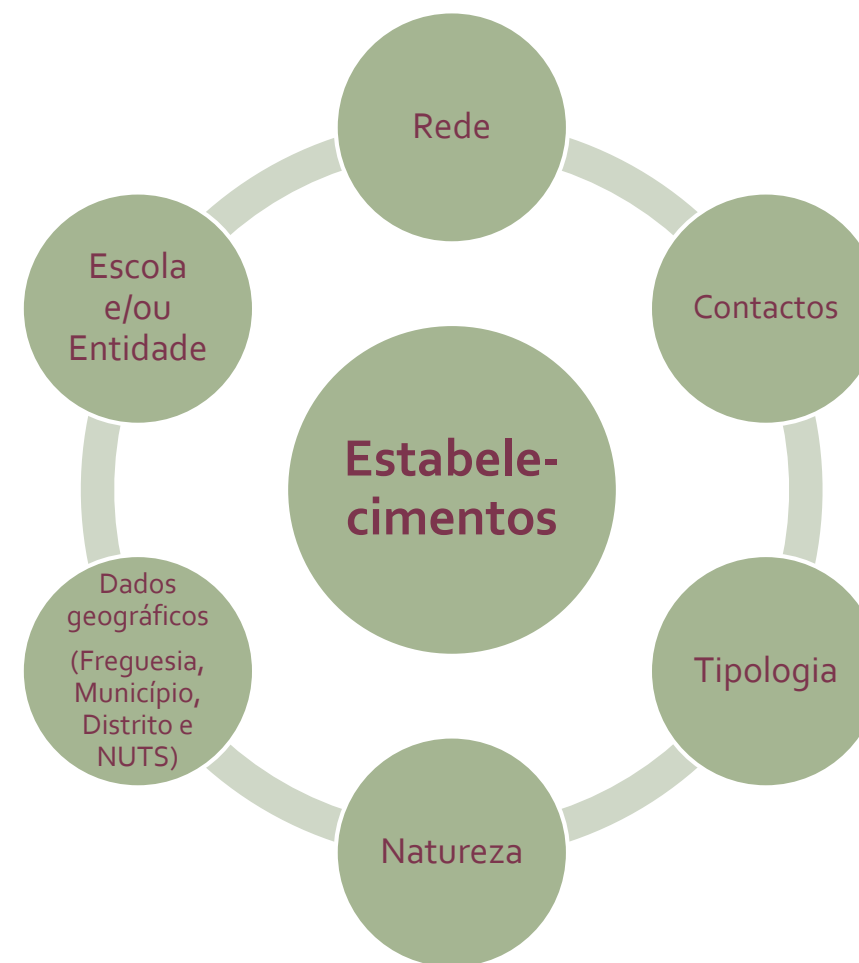 Rede
Escola
e/ou
Entidade
Contactos
Estabele-
cimentos
Dados
geográficos
(Freguesia,
Município,
Distrito e
NUTS)
Tipologia
Natureza